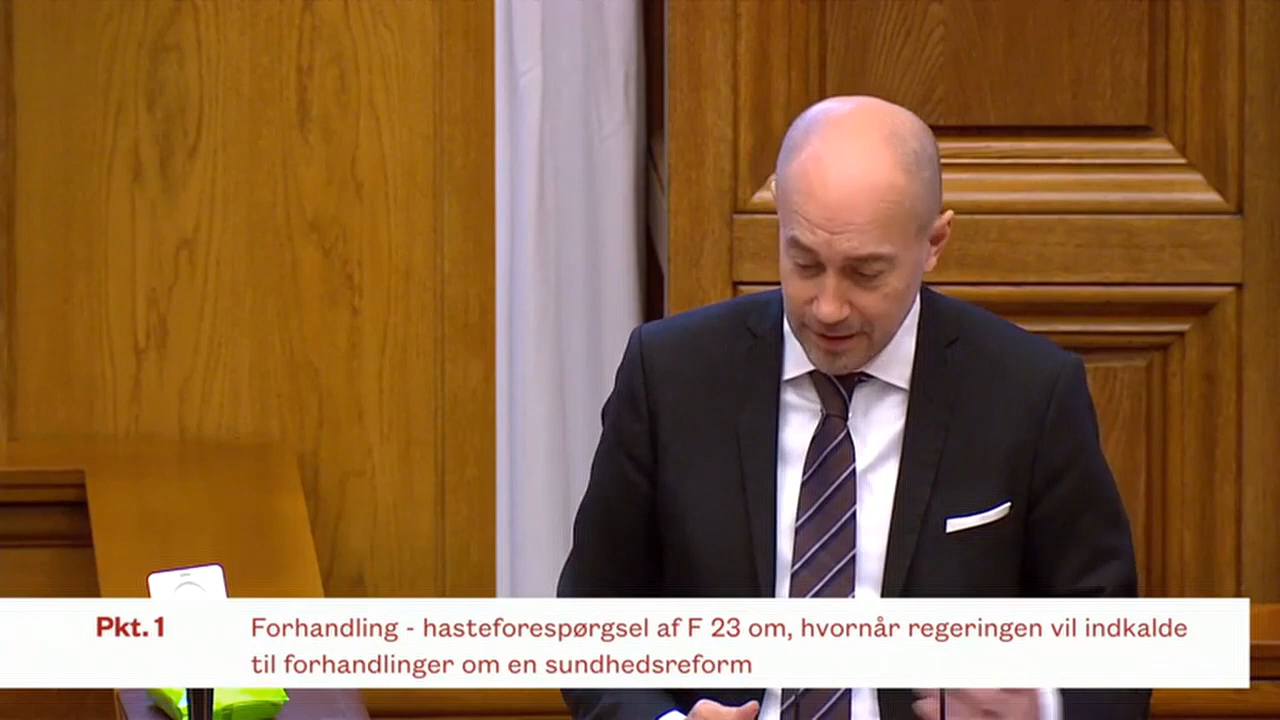 Pkt. 1
Forhandling - hasteforespørgsel af F 23 om, hvornår regeringen vil indkalde
til forhandlinger om en sundhedsreform